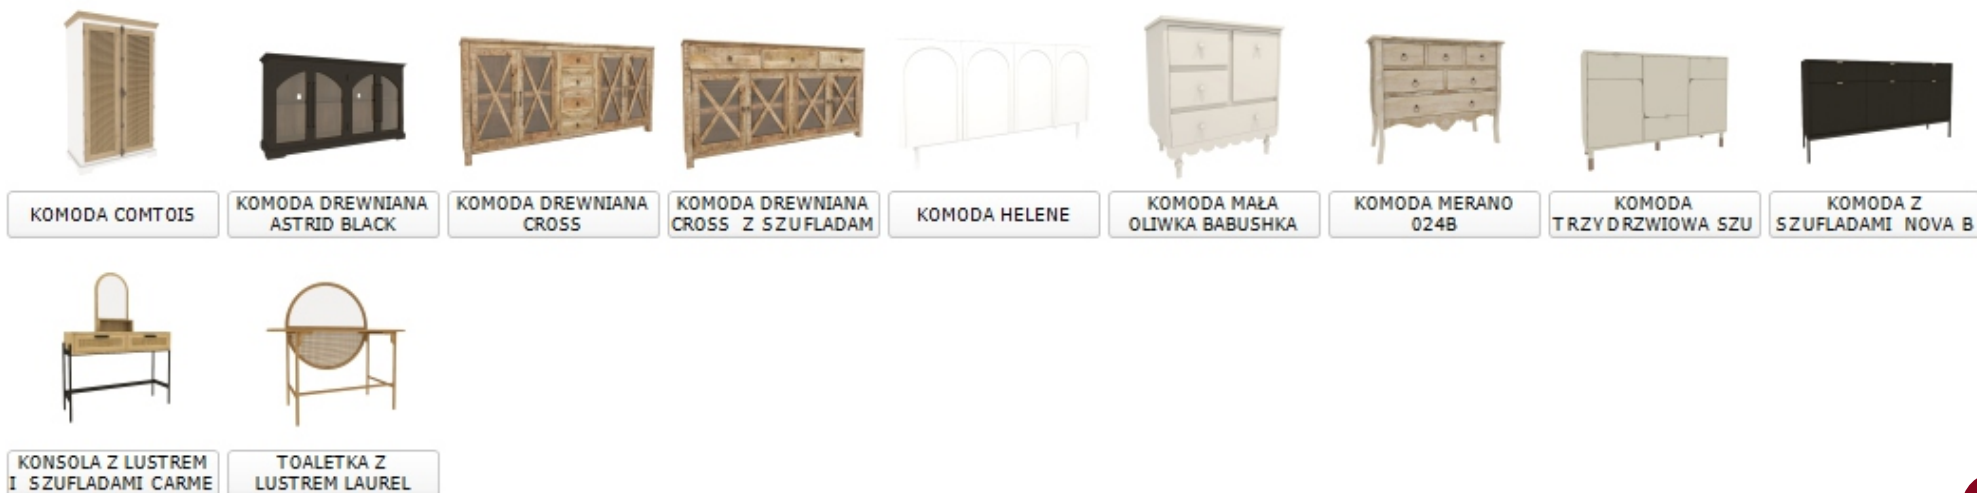 KOMODA COMTOIS
KOMODA DREWNIANA
ASTRID BLACK
KOMODA DREWNIANA
CROSS
KOMODA DREWNIANA
CROSS Z SZUFLADAM
KOMODA HELENE
KOMODA MAŁA
OLIWKA BABUSHKA
KOMODA MERANO
024B
KOMODA
TRZYDRZWIOWA SZU
KOMODA Z
SZUFLADAMI NOVA B
KONSOLA Z LUSTREM
I SZUFLADAMI CARME
TOALETKA Z
LUSTREM LAUREL